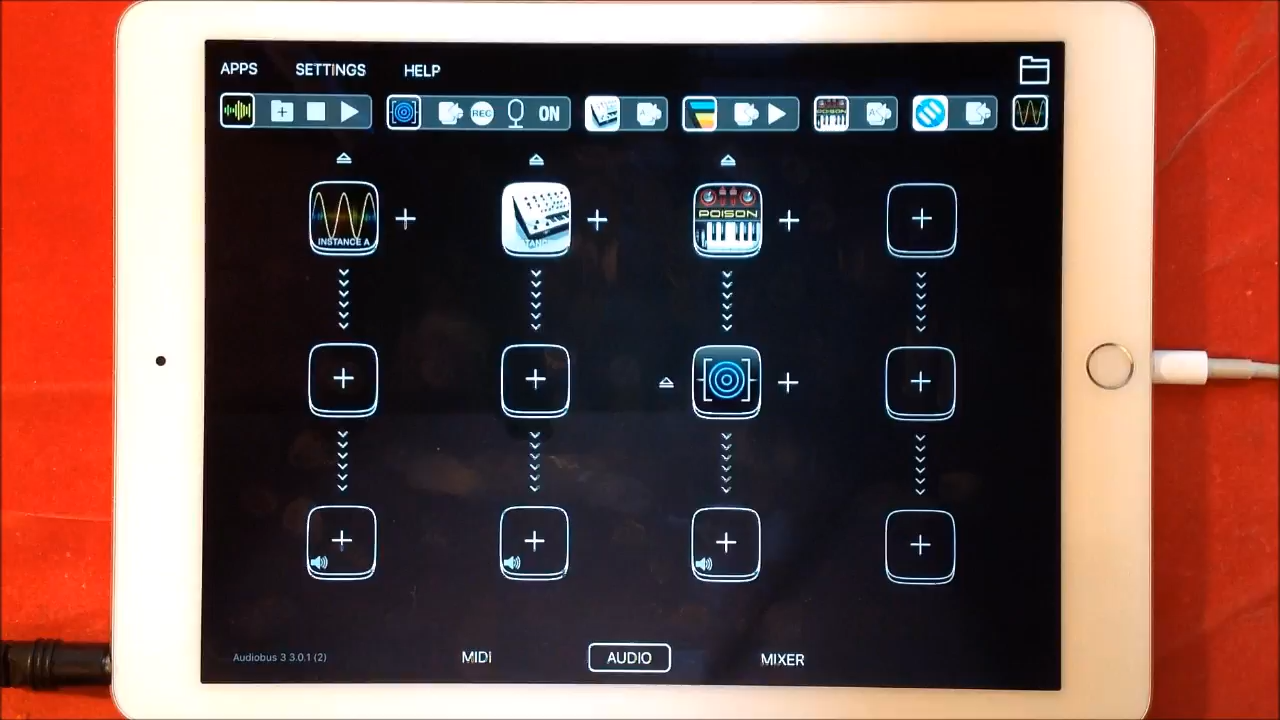 APPS SETTINGS HELP
REC ON
INSTANCE A
POISON
Audiobus 3 3.0.1 (2)
MIDI AUDIO MIXER